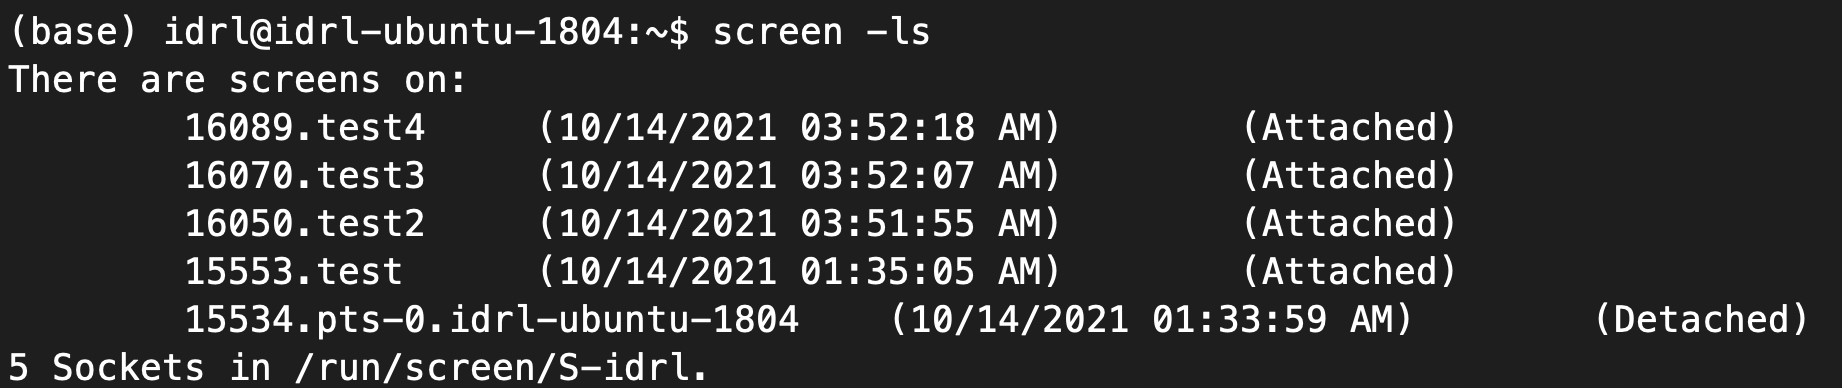 (base) idrl@idrl-ubuntu-1804:~$ screen -ls
There are screens on:
16089.test4 (10/14/2021 03:52:18 AM) (Attached)
16070.test3 (10/14/2021 03:52:07 AM) (Attached)
16050.test2 (10/14/2021 03:51:55 AM) (Attached)
15553.test (10/14/2021 01:35:05 AM) (Attached)
15534.pts-0.idrl-ubuntu-1804 (10/14/2021 01:33:59 AM) (Detached)
5 Sockets in /run/screen/S-idrl.